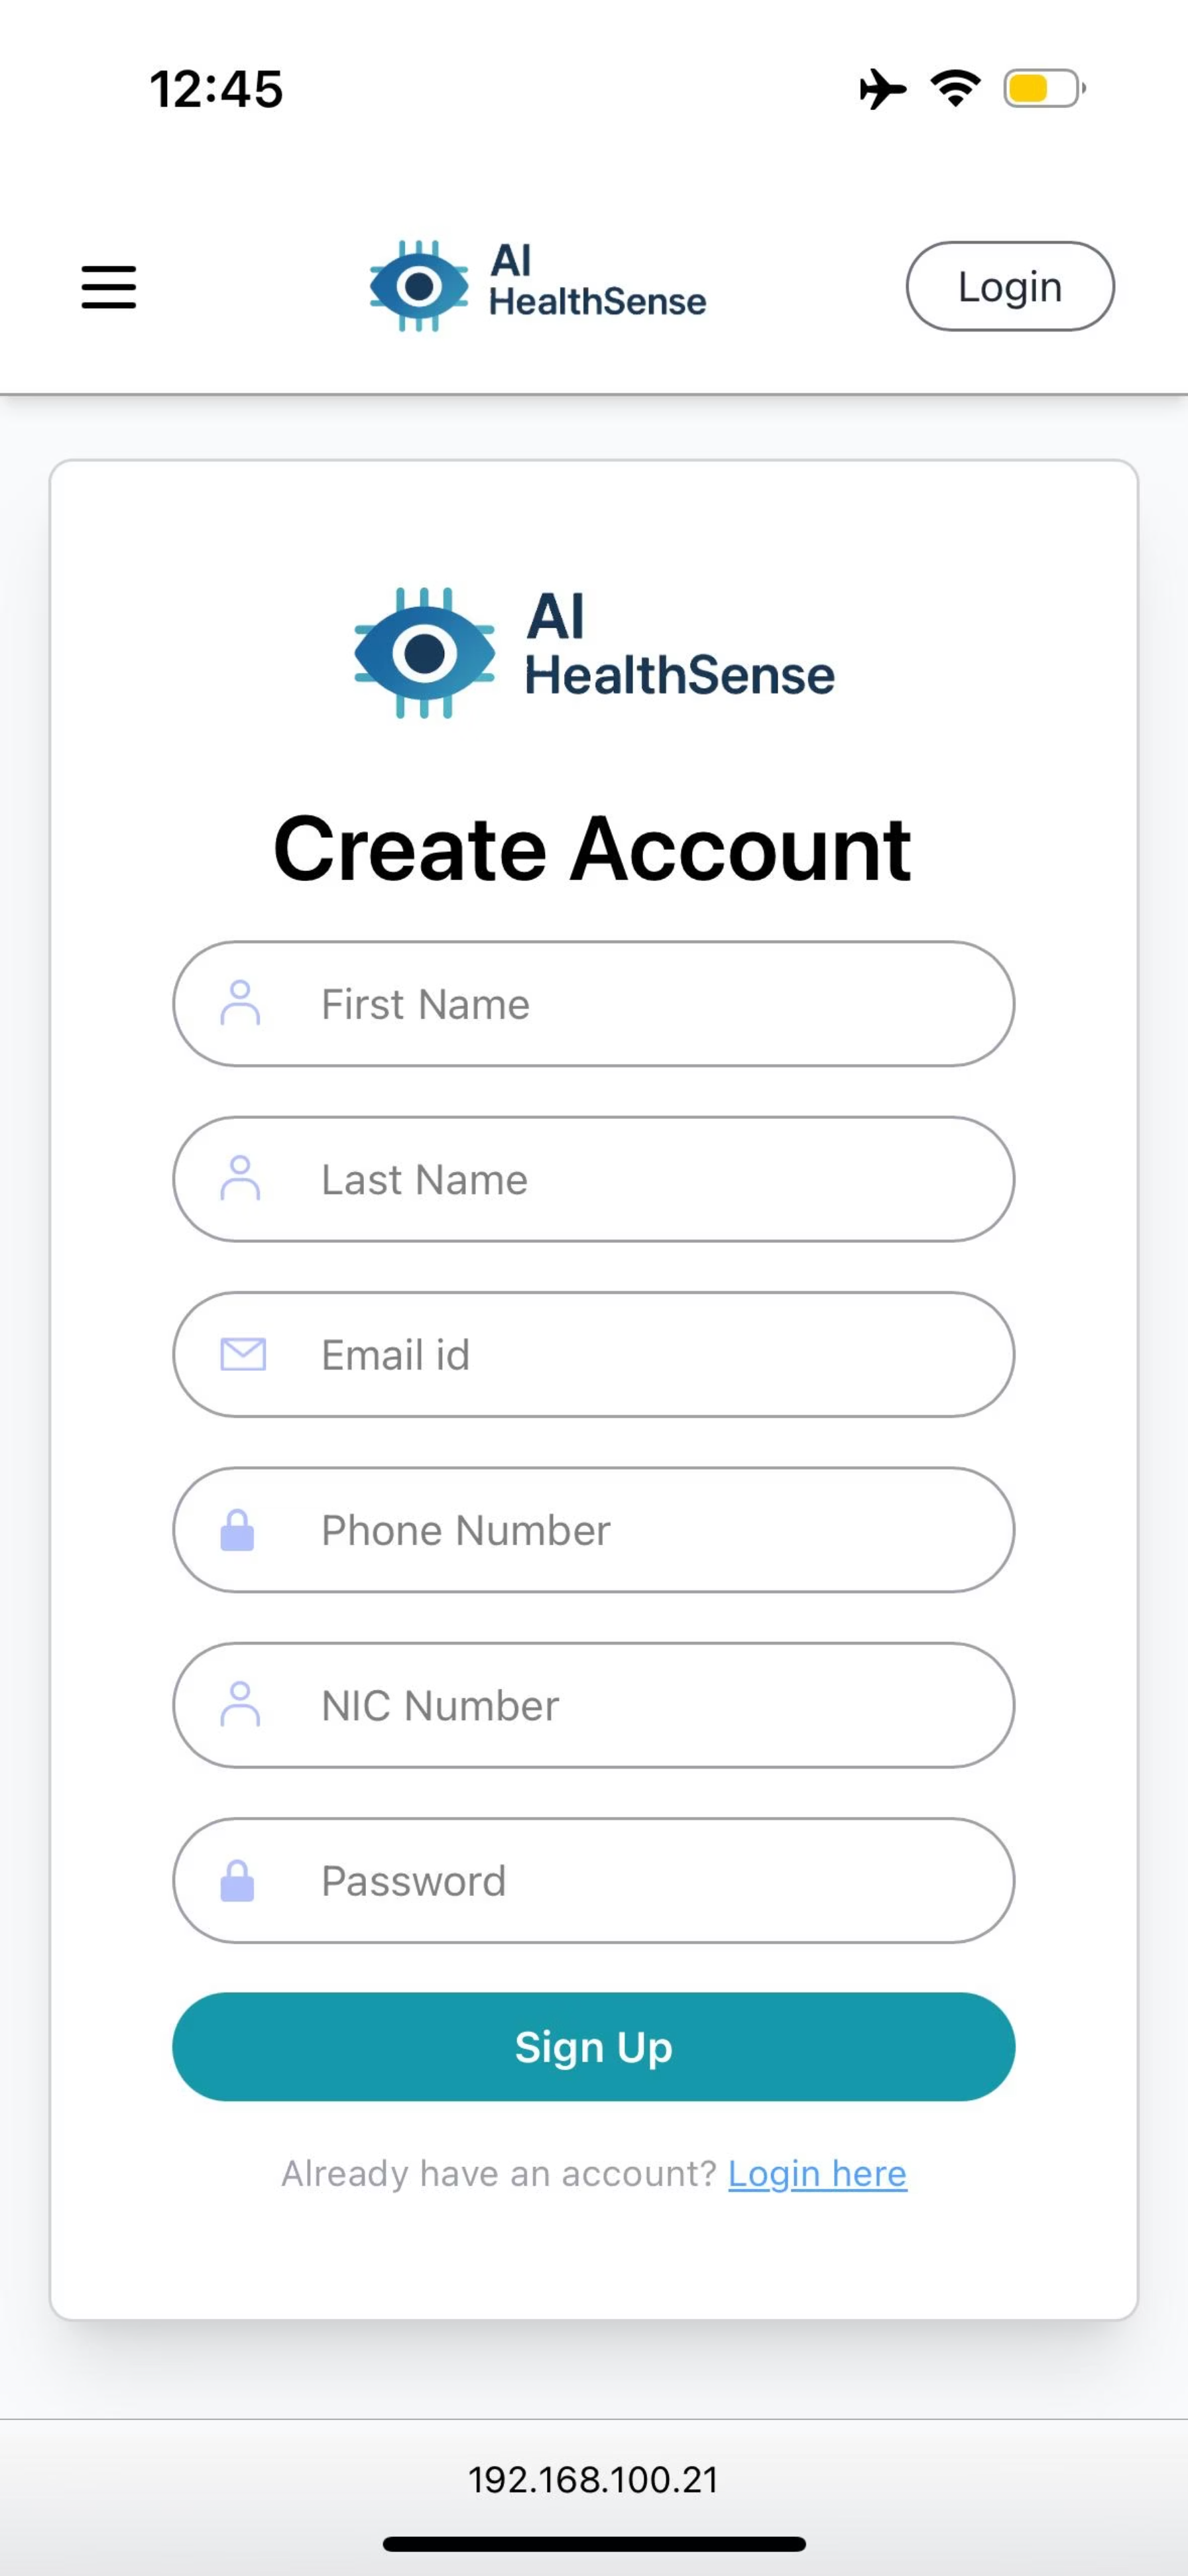 12:45
AI
HealthSense
Login
AI
HealthSense
Create Account
First Name
Last Name
Email id
Phone Number
NIC Number
Password
Sign Up
Already have an account? Login here
192.168.100.21